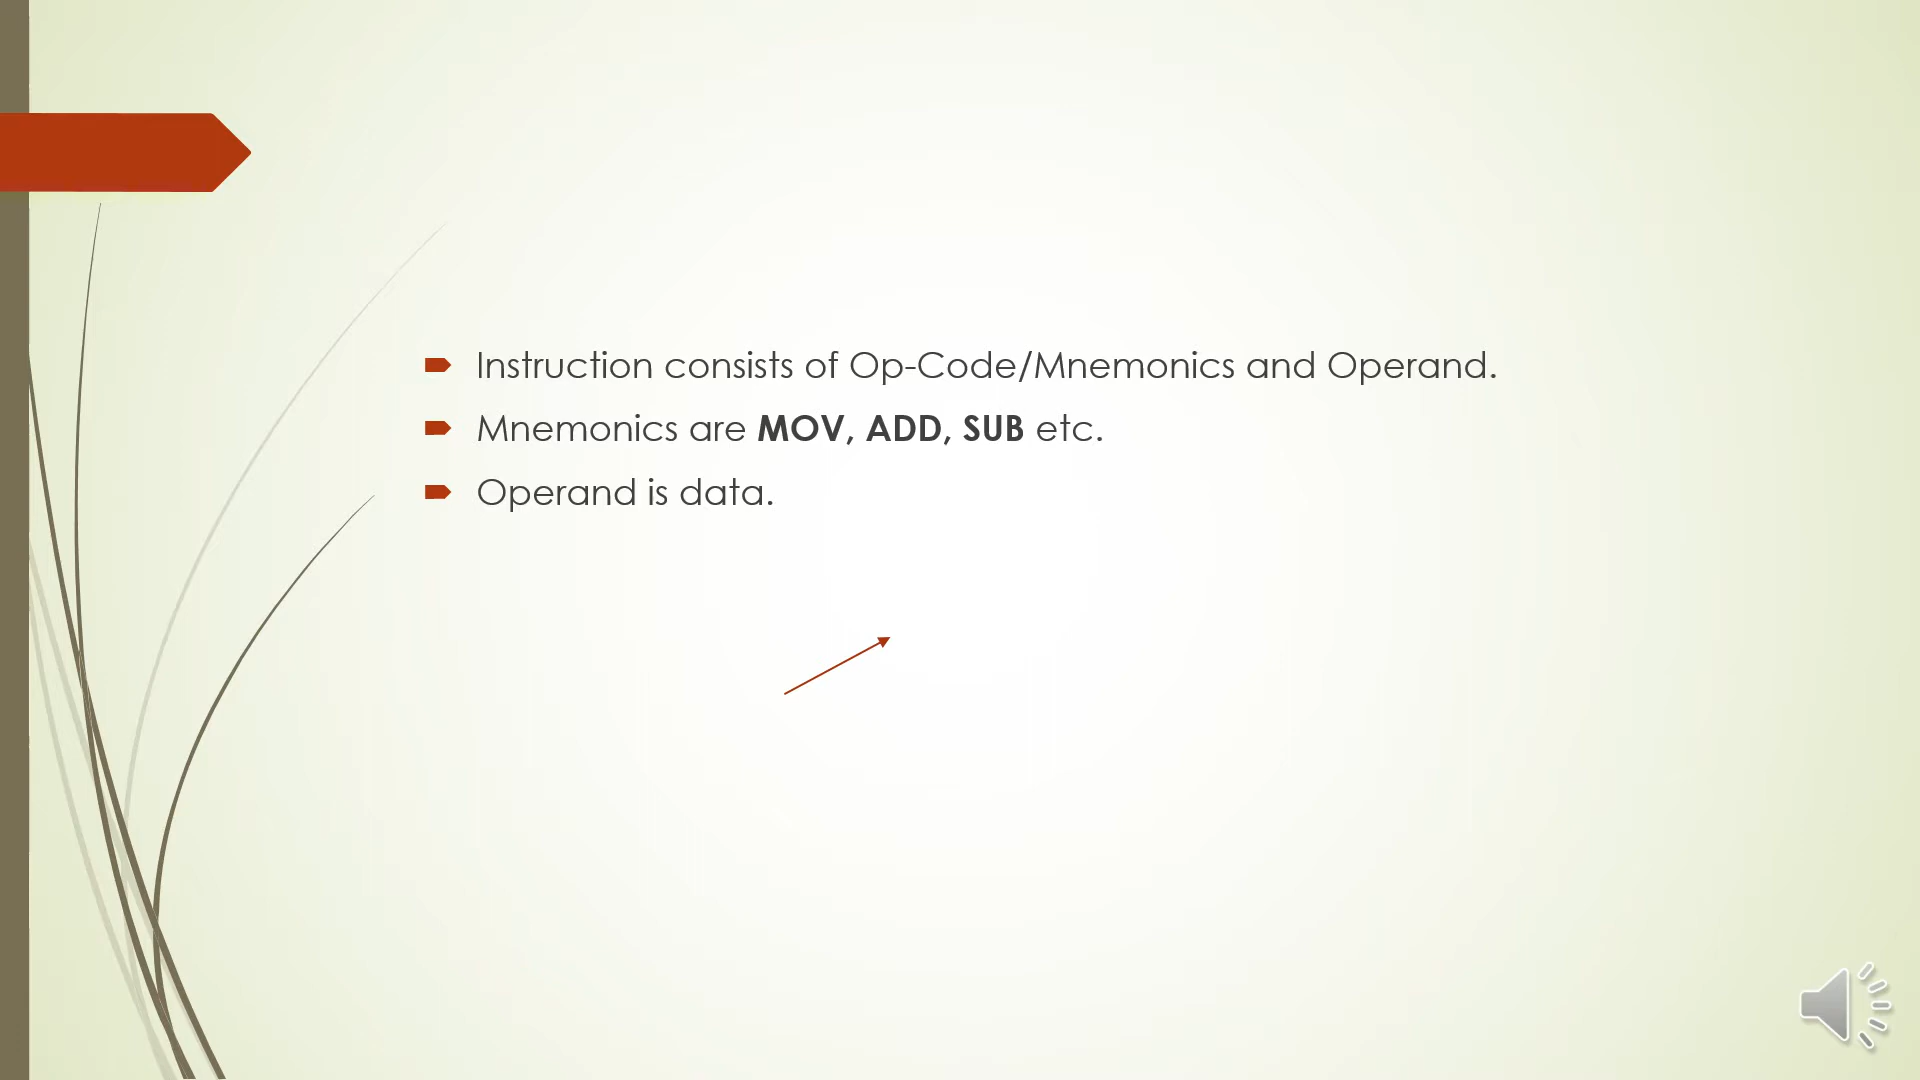 Instruction consists of Op-Code/Mnemonics and Operand.
Mnemonics are MOV, ADD, SUB etc.
Operand is data.